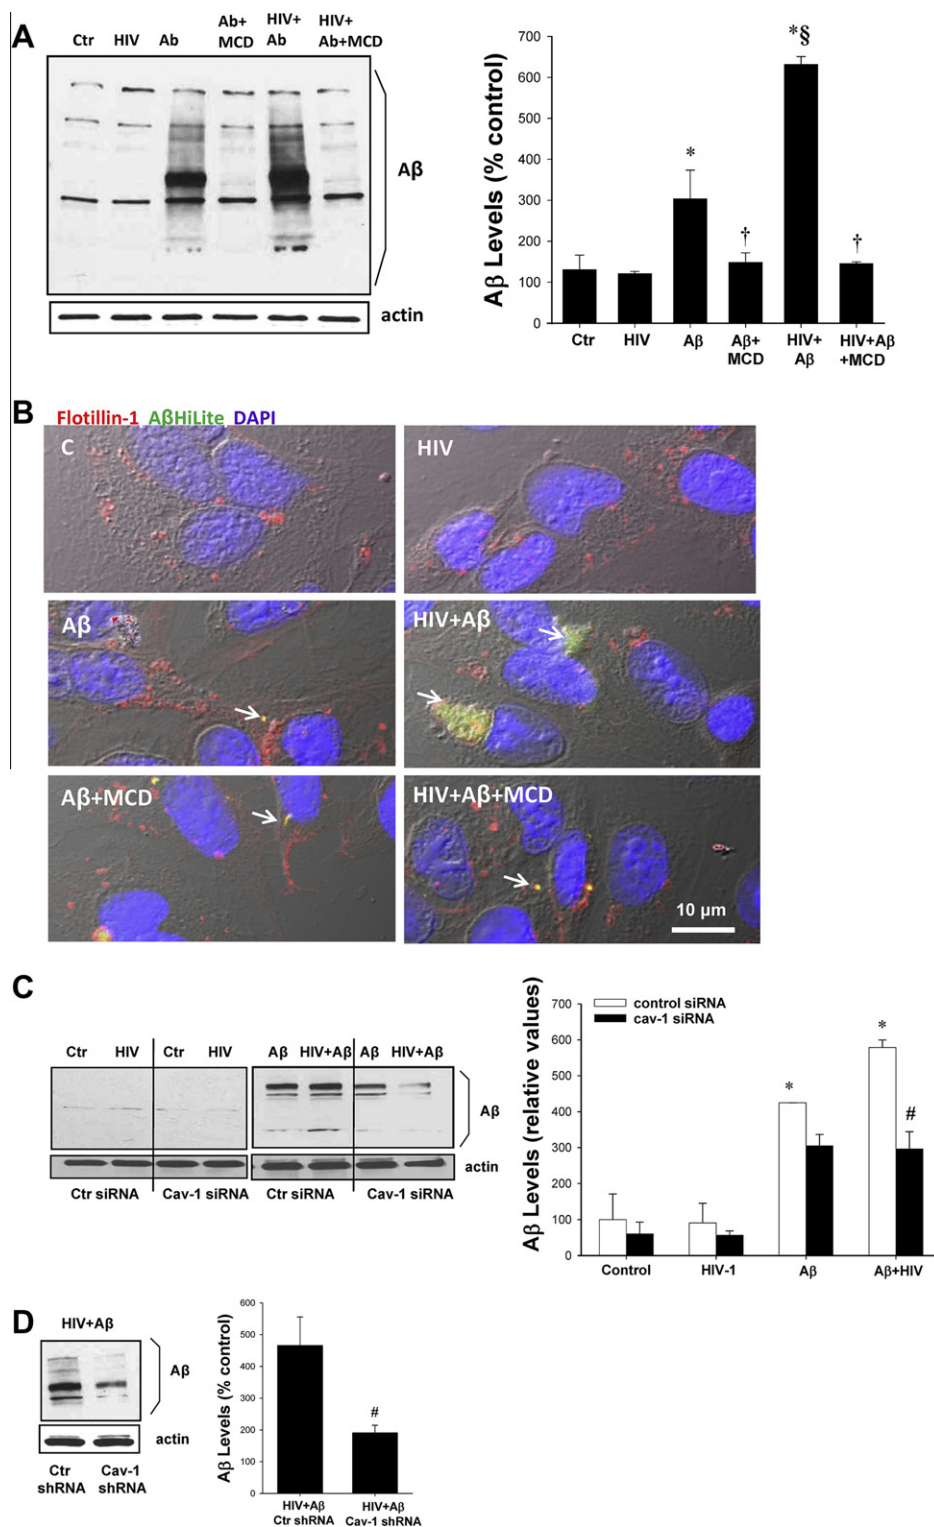 A
Ctr HIV Ab Ab+ MCD HIV+ Ab HIV+ Ab+MCD
Aβ
actin
Aβ Levels (% control)
700
600
500
400
300
200
100
0
* † *§ †
Ctr HIV Aβ Aβ+ MCD HIV+ Aβ HIV+Aβ +MCD
B
Flotillin-1 AβHiLite DAPI
C
HIV
Aβ
HIV+Aβ
Aβ+MCD
HIV+Aβ+MCD
10 μm
C
Ctr HIV Ctr HIV Aβ HIV+Aβ Aβ HIV+Aβ
Aβ
actin
Ctr siRNA Cav-1 siRNA Ctr siRNA Cav-1 siRNA
Aβ Levels (relative values)
700
600
500
400
300
200
100
0
control siRNA
cav-1 siRNA
* * #
Control HIV-1 Aβ Aβ+HIV
D
HIV+Aβ
Aβ
actin
Ctr shRNA Cav-1 shRNA
Aβ Levels (% control)
600
500
400
300
200
100
0
#
HIV+Aβ Ctr shRNA HIV+Aβ Cav-1 shRNA